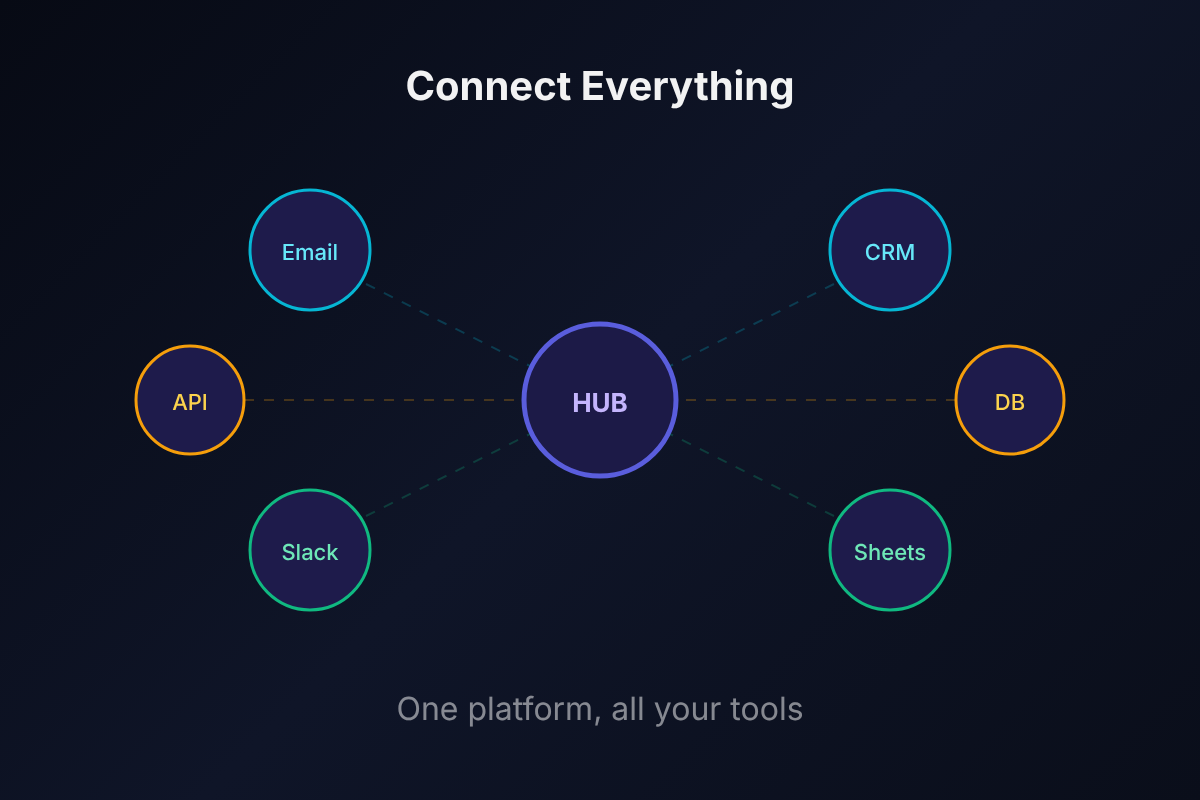 Connect Everything
Email
CRM
API
HUB
DB
Slack
Sheets
One platform, all your tools